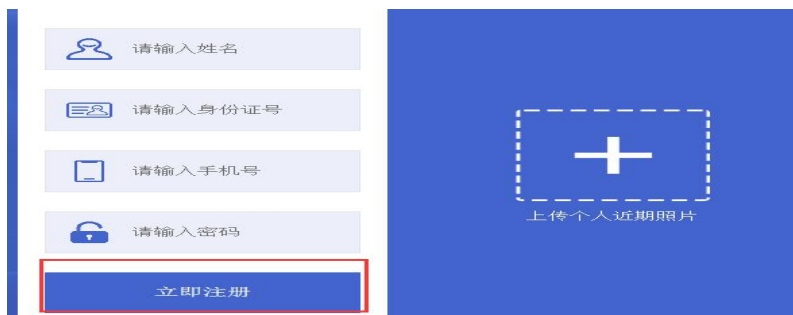 请输入姓名
请输入身份证号
请输入手机号
请输入密码
立即注册
上传个人近期照片